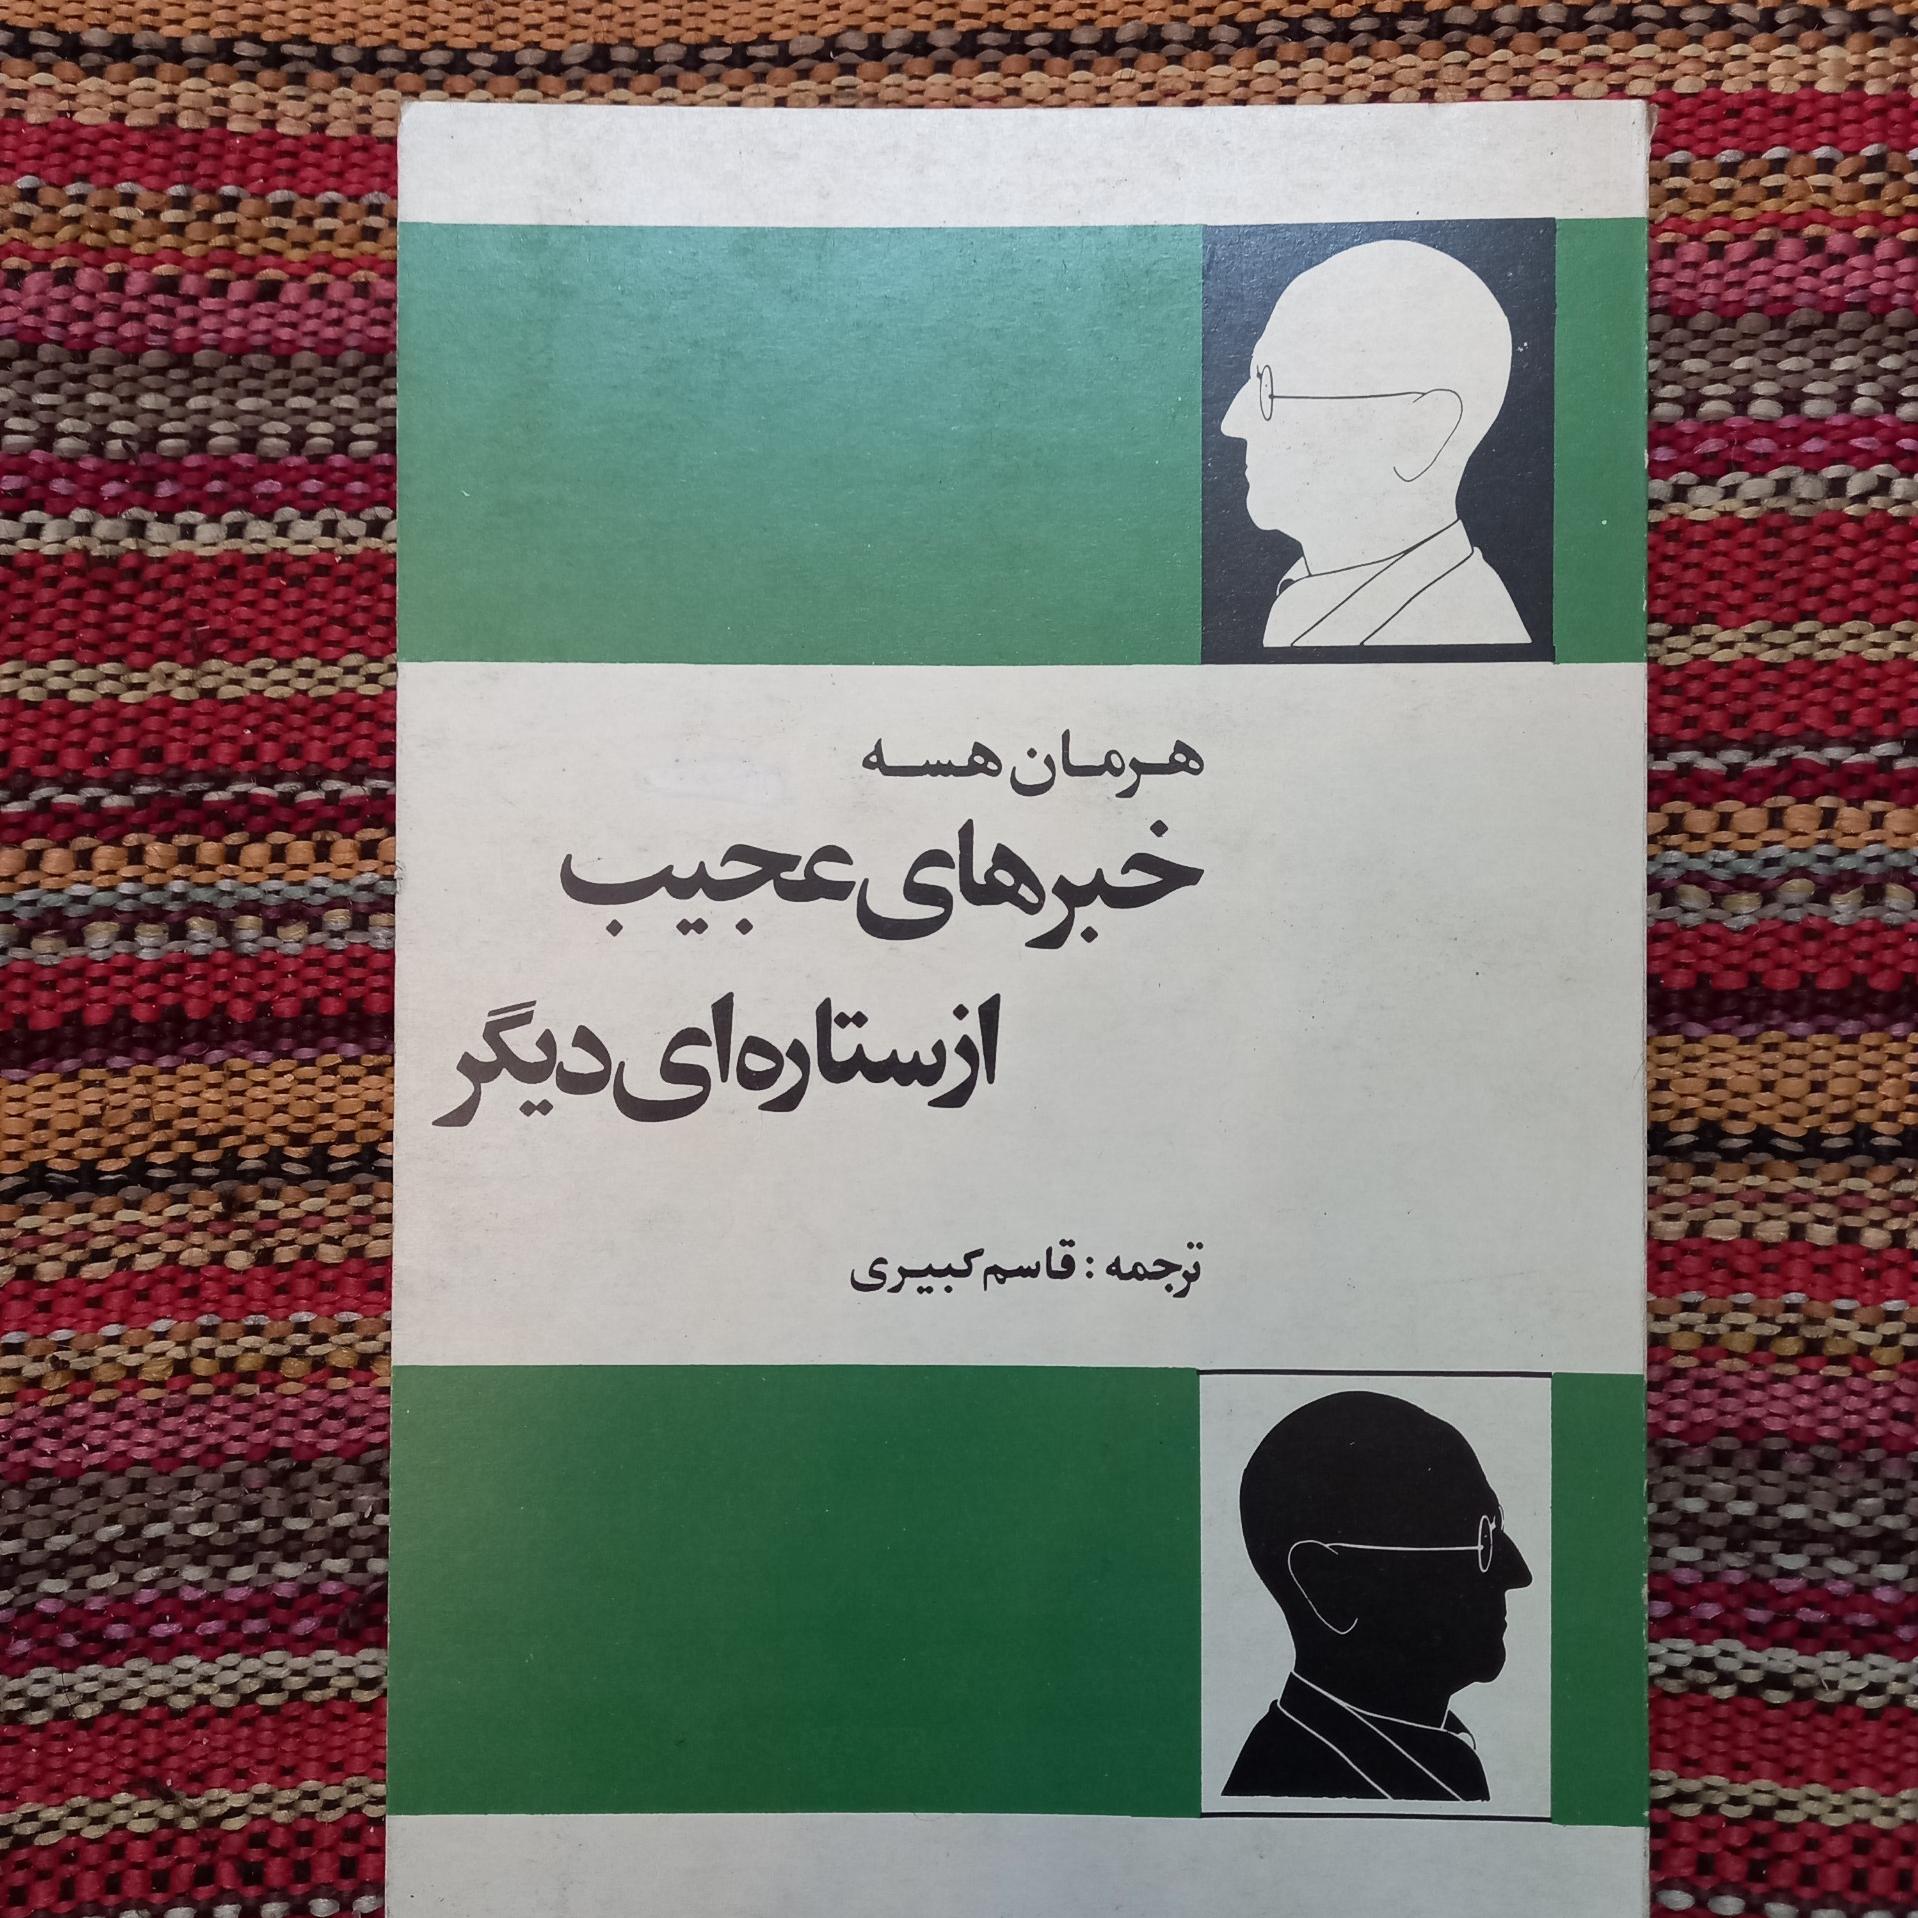 هرمان هسه
خبرهای عجیب
از ستاره‌ای دیگر
ترجمه : قاسم کبیری